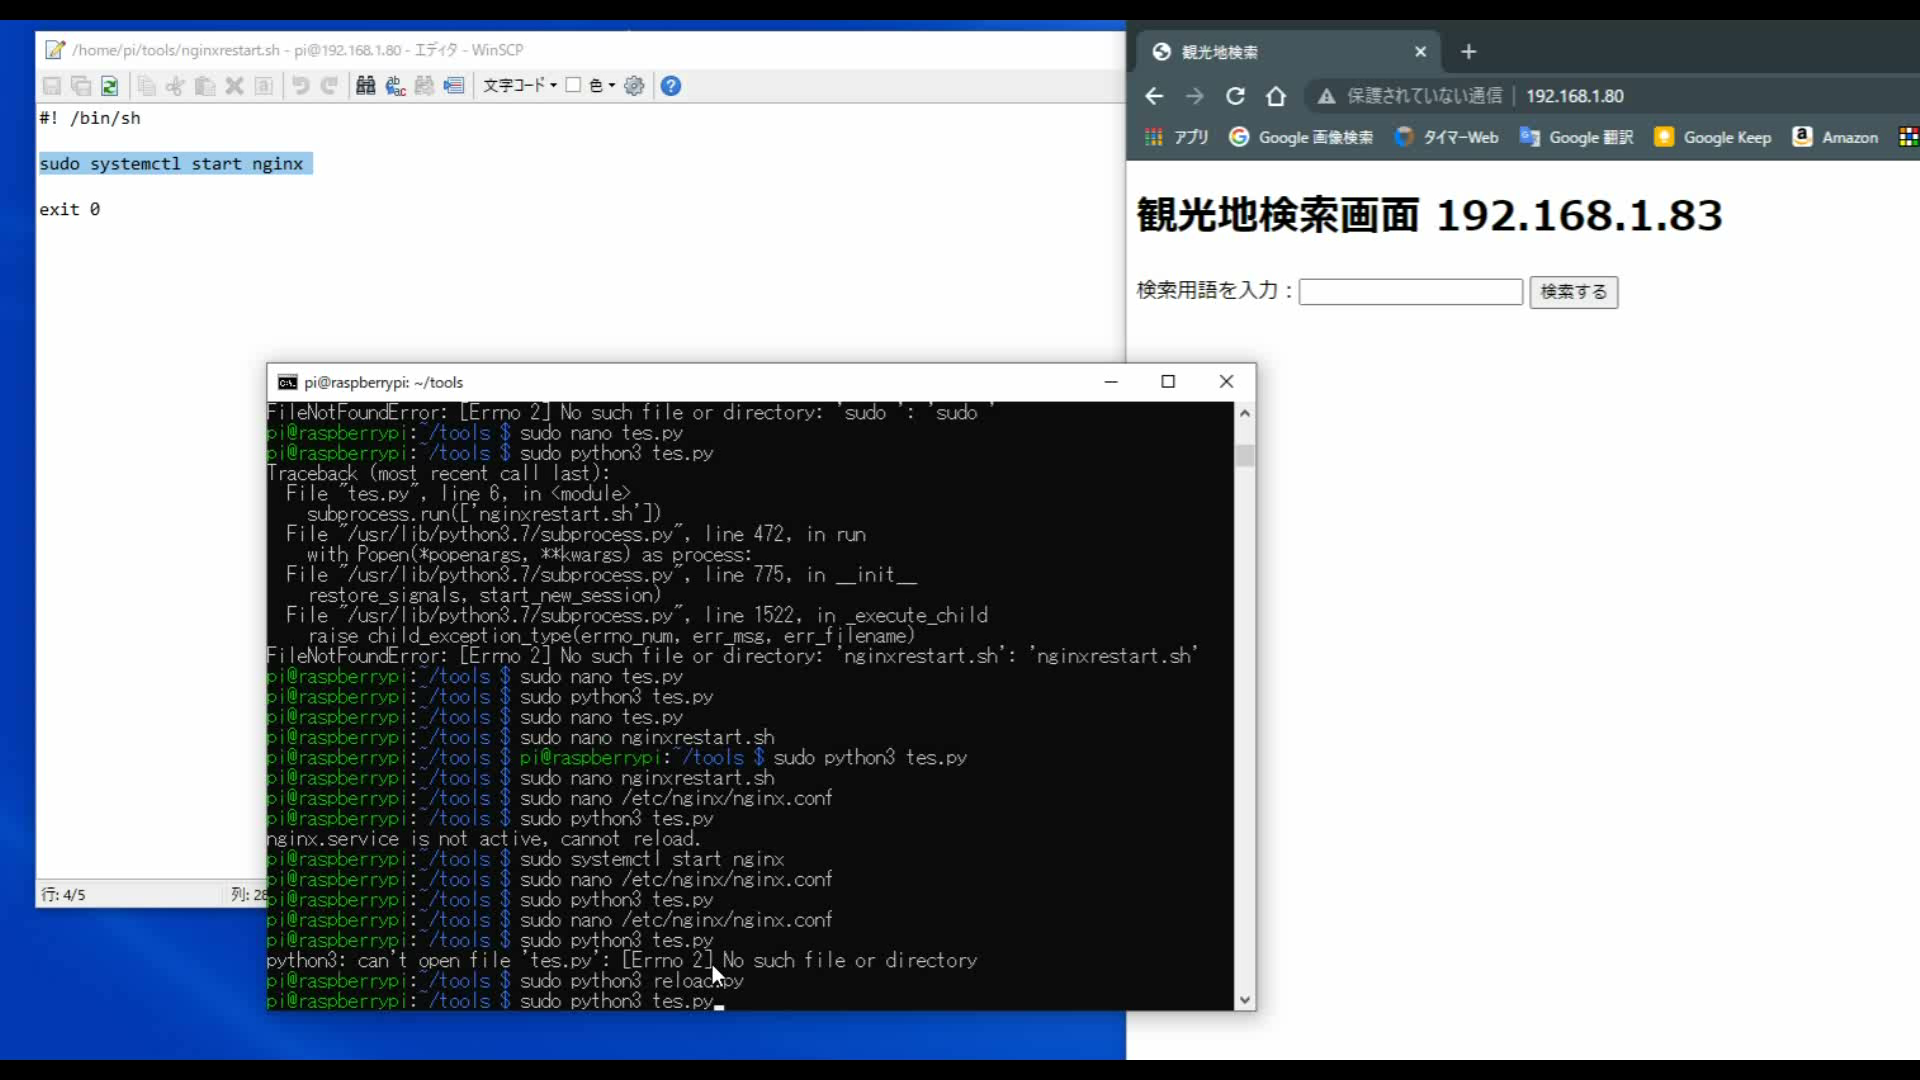 /home/pi/tools/nginxrestart.sh - pi@192.168.1.80 - エディタ - WinSCP
文字コード 色
#! /bin/sh
sudo systemctl start nginx
exit 0
行: 4/5 列: 28
観光地検索
保護されていない通信 192.168.1.80
アプリ Google 画像検索 タイマーWeb Google 翻訳 Google Keep Amazon
観光地検索画面 192.168.1.83
検索用語を入力： 検索する
pi@raspberrypi: ~/tools
FileNotFoundError: [Errno 2] No such file or directory: 'sudo ': 'sudo '
pi@raspberrypi:~/tools $ sudo nano tes.py
pi@raspberrypi:~/tools $ sudo python3 tes.py
Traceback (most recent call last):
  File "tes.py", line 6, in <module>
    subprocess.run(['nginxrestart.sh'])
  File "/usr/lib/python3.7/subprocess.py", line 472, in run
    with Popen(*popenargs, **kwargs) as process:
  File "/usr/lib/python3.7/subprocess.py", line 775, in __init__
    restore_signals, start_new_session)
  File "/usr/lib/python3.7/subprocess.py", line 1522, in _execute_child
    raise child_exception_type(errno_num, err_msg, err_filename)
FileNotFoundError: [Errno 2] No such file or directory: 'nginxrestart.sh': 'nginxrestart.sh'
pi@raspberrypi:~/tools $ sudo nano tes.py
pi@raspberrypi:~/tools $ sudo python3 tes.py
pi@raspberrypi:~/tools $ sudo nano tes.py
pi@raspberrypi:~/tools $ sudo nano nginxrestart.sh
pi@raspberrypi:~/tools $ pi@raspberrypi:~/tools $ sudo python3 tes.py
pi@raspberrypi:~/tools $ sudo nano nginxrestart.sh
pi@raspberrypi:~/tools $ sudo nano /etc/nginx/nginx.conf
pi@raspberrypi:~/tools $ sudo python3 tes.py
nginx.service is not active, cannot reload.
pi@raspberrypi:~/tools $ sudo systemctl start nginx
pi@raspberrypi:~/tools $ sudo nano /etc/nginx/nginx.conf
pi@raspberrypi:~/tools $ sudo python3 tes.py
pi@raspberrypi:~/tools $ sudo nano /etc/nginx/nginx.conf
pi@raspberrypi:~/tools $ sudo python3 tes.py
python3: can't open file 'tes.py': [Errno 2] No such file or directory
pi@raspberrypi:~/tools $ sudo python3 reload.py
pi@raspberrypi:~/tools $ sudo python3 tes.py